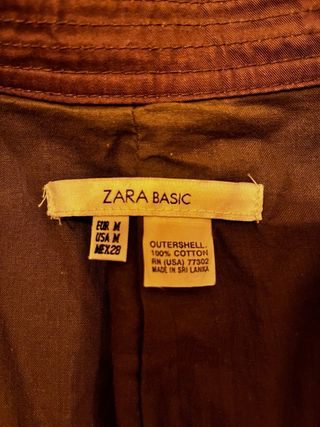 ZARA BASIC
EUR M
USA M
MEX 28
OUTERSHELL.
100% COTTON
RN (USA) 77302
MADE IN SRI LANKA